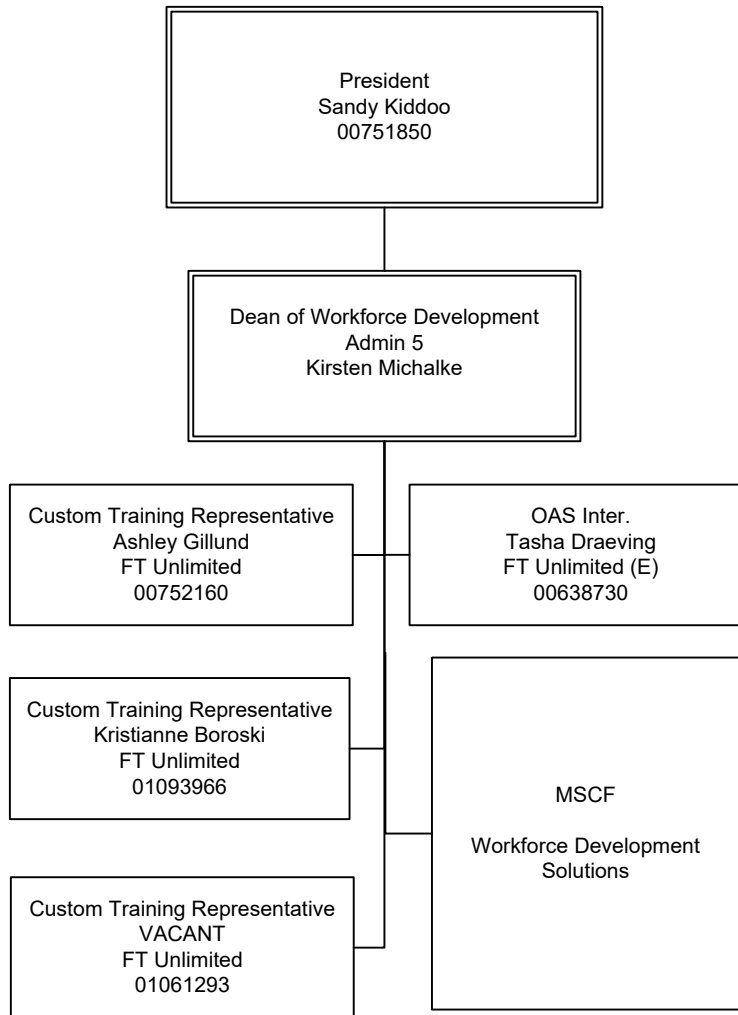 President
Sandy Kiddoo
00751850
Dean of Workforce Development
Admin 5
Kirsten Michalke
Custom Training Representative
Ashley Gillund
FT Unlimited
00752160
OAS Inter.
Tasha Draeving
FT Unlimited (E)
00638730
Custom Training Representative
Kristianne Boroski
FT Unlimited
01093966
MSCF
Workforce Development
Solutions
Custom Training Representative
VACANT
FT Unlimited
01061293